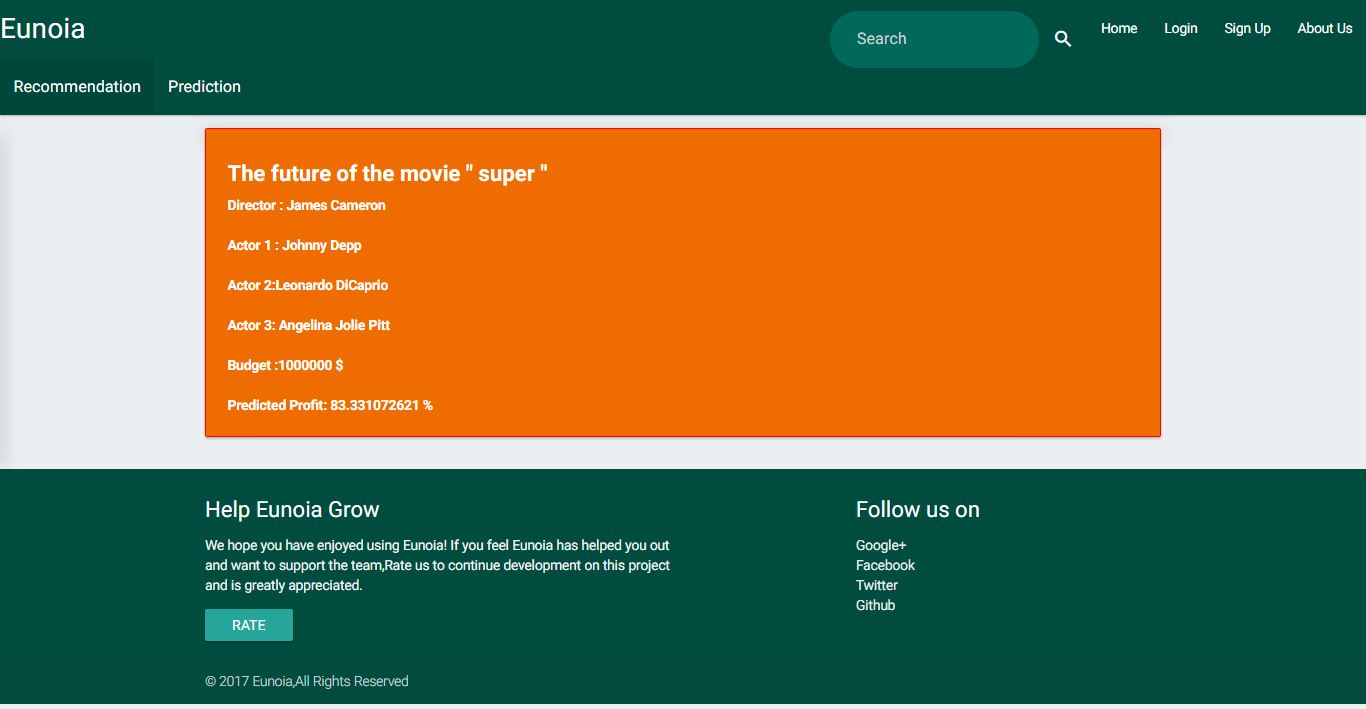 Eunoia
Search
Home
Login
Sign Up
About Us
Recommendation
Prediction
The future of the movie " super "
Director : James Cameron
Actor 1 : Johnny Depp
Actor 2:Leonardo DiCaprio
Actor 3: Angelina Jolie Pitt
Budget :1000000 $
Predicted Profit: 83.331072621 %
Help Eunoia Grow
We hope you have enjoyed using Eunoia! If you feel Eunoia has helped you out
and want to support the team,Rate us to continue development on this project
and is greatly appreciated.
RATE
Follow us on
Google+
Facebook
Twitter
Github
© 2017 Eunoia,All Rights Reserved